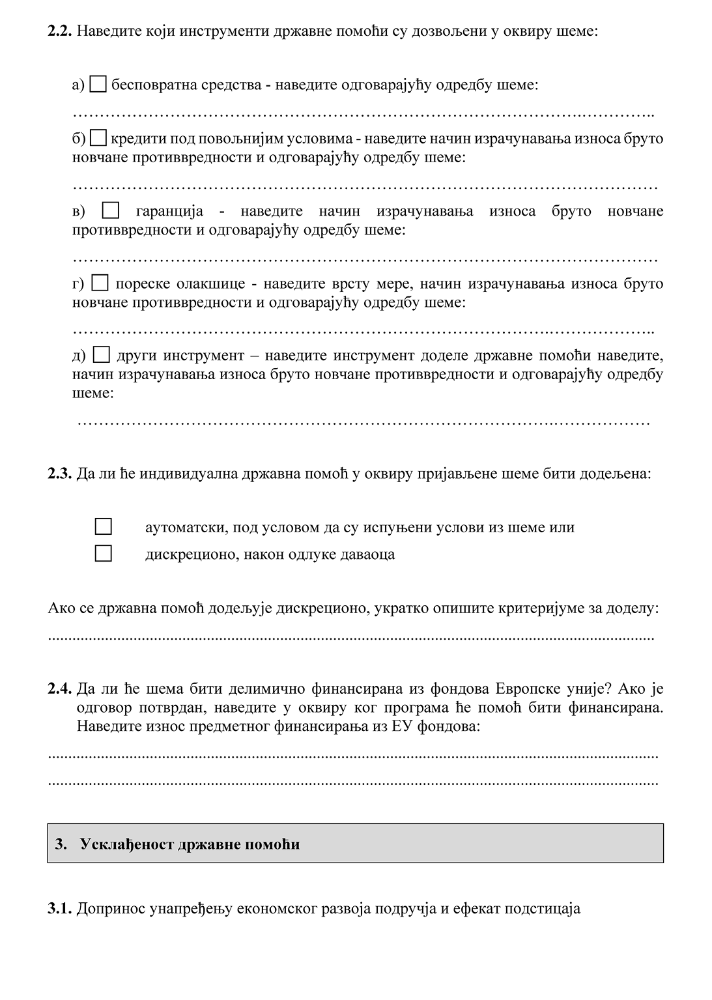 2.2. Наведите који инструменти државне помоћи су дозвољени у оквиру шеме:
а) ☐ бесповратна средства - наведите одговарајућу одредбу шеме:
……………………………………………………………………………….…………..
б) ☐ кредити под повољнијим условима - наведите начин израчунавања износа бруто
новчане противвредности и одговарајућу одредбу шеме:
………………………………………………………………………………………………
в) ☐ гаранција - наведите начин израчунавања износа бруто новчане
противвредности и одговарајућу одредбу шеме:
………………………………………………………………………………………………
г) ☐ пореске олакшице - наведите врсту мере, начин израчунавања износа бруто
новчане противвредности и одговарајућу одредбу шеме:
……………………………………………………………………………….…………..
д) ☐ други инструмент – наведите инструмент доделе државне помоћи наведите,
начин израчунавања износа бруто новчане противвредности и одговарајућу одредбу
шеме:
…………………………………………………………………………….………………
2.3. Да ли ће индивидуална државна помоћ у оквиру пријављене шеме бити додељена:
☐ аутоматски, под условом да су испуњени услови из шеме или
☐ дискреционо, након одлуке даваоца
Ако се државна помоћ додељује дискреционо, укратко опишите критеријуме за доделу:
.....................................................................................................................................................
2.4. Да ли ће шема бити делимично финансирана из фондова Европске уније? Ако је
одговор потврдан, наведите у оквиру ког програма ће помоћ бити финансирана.
Наведите износ предметног финансирања из ЕУ фондова:
......................................................................................................................................................
......................................................................................................................................................
3. Усклађеност државне помоћи
3.1. Допринос унапређењу економског развоја подручја и ефекат подстицаја